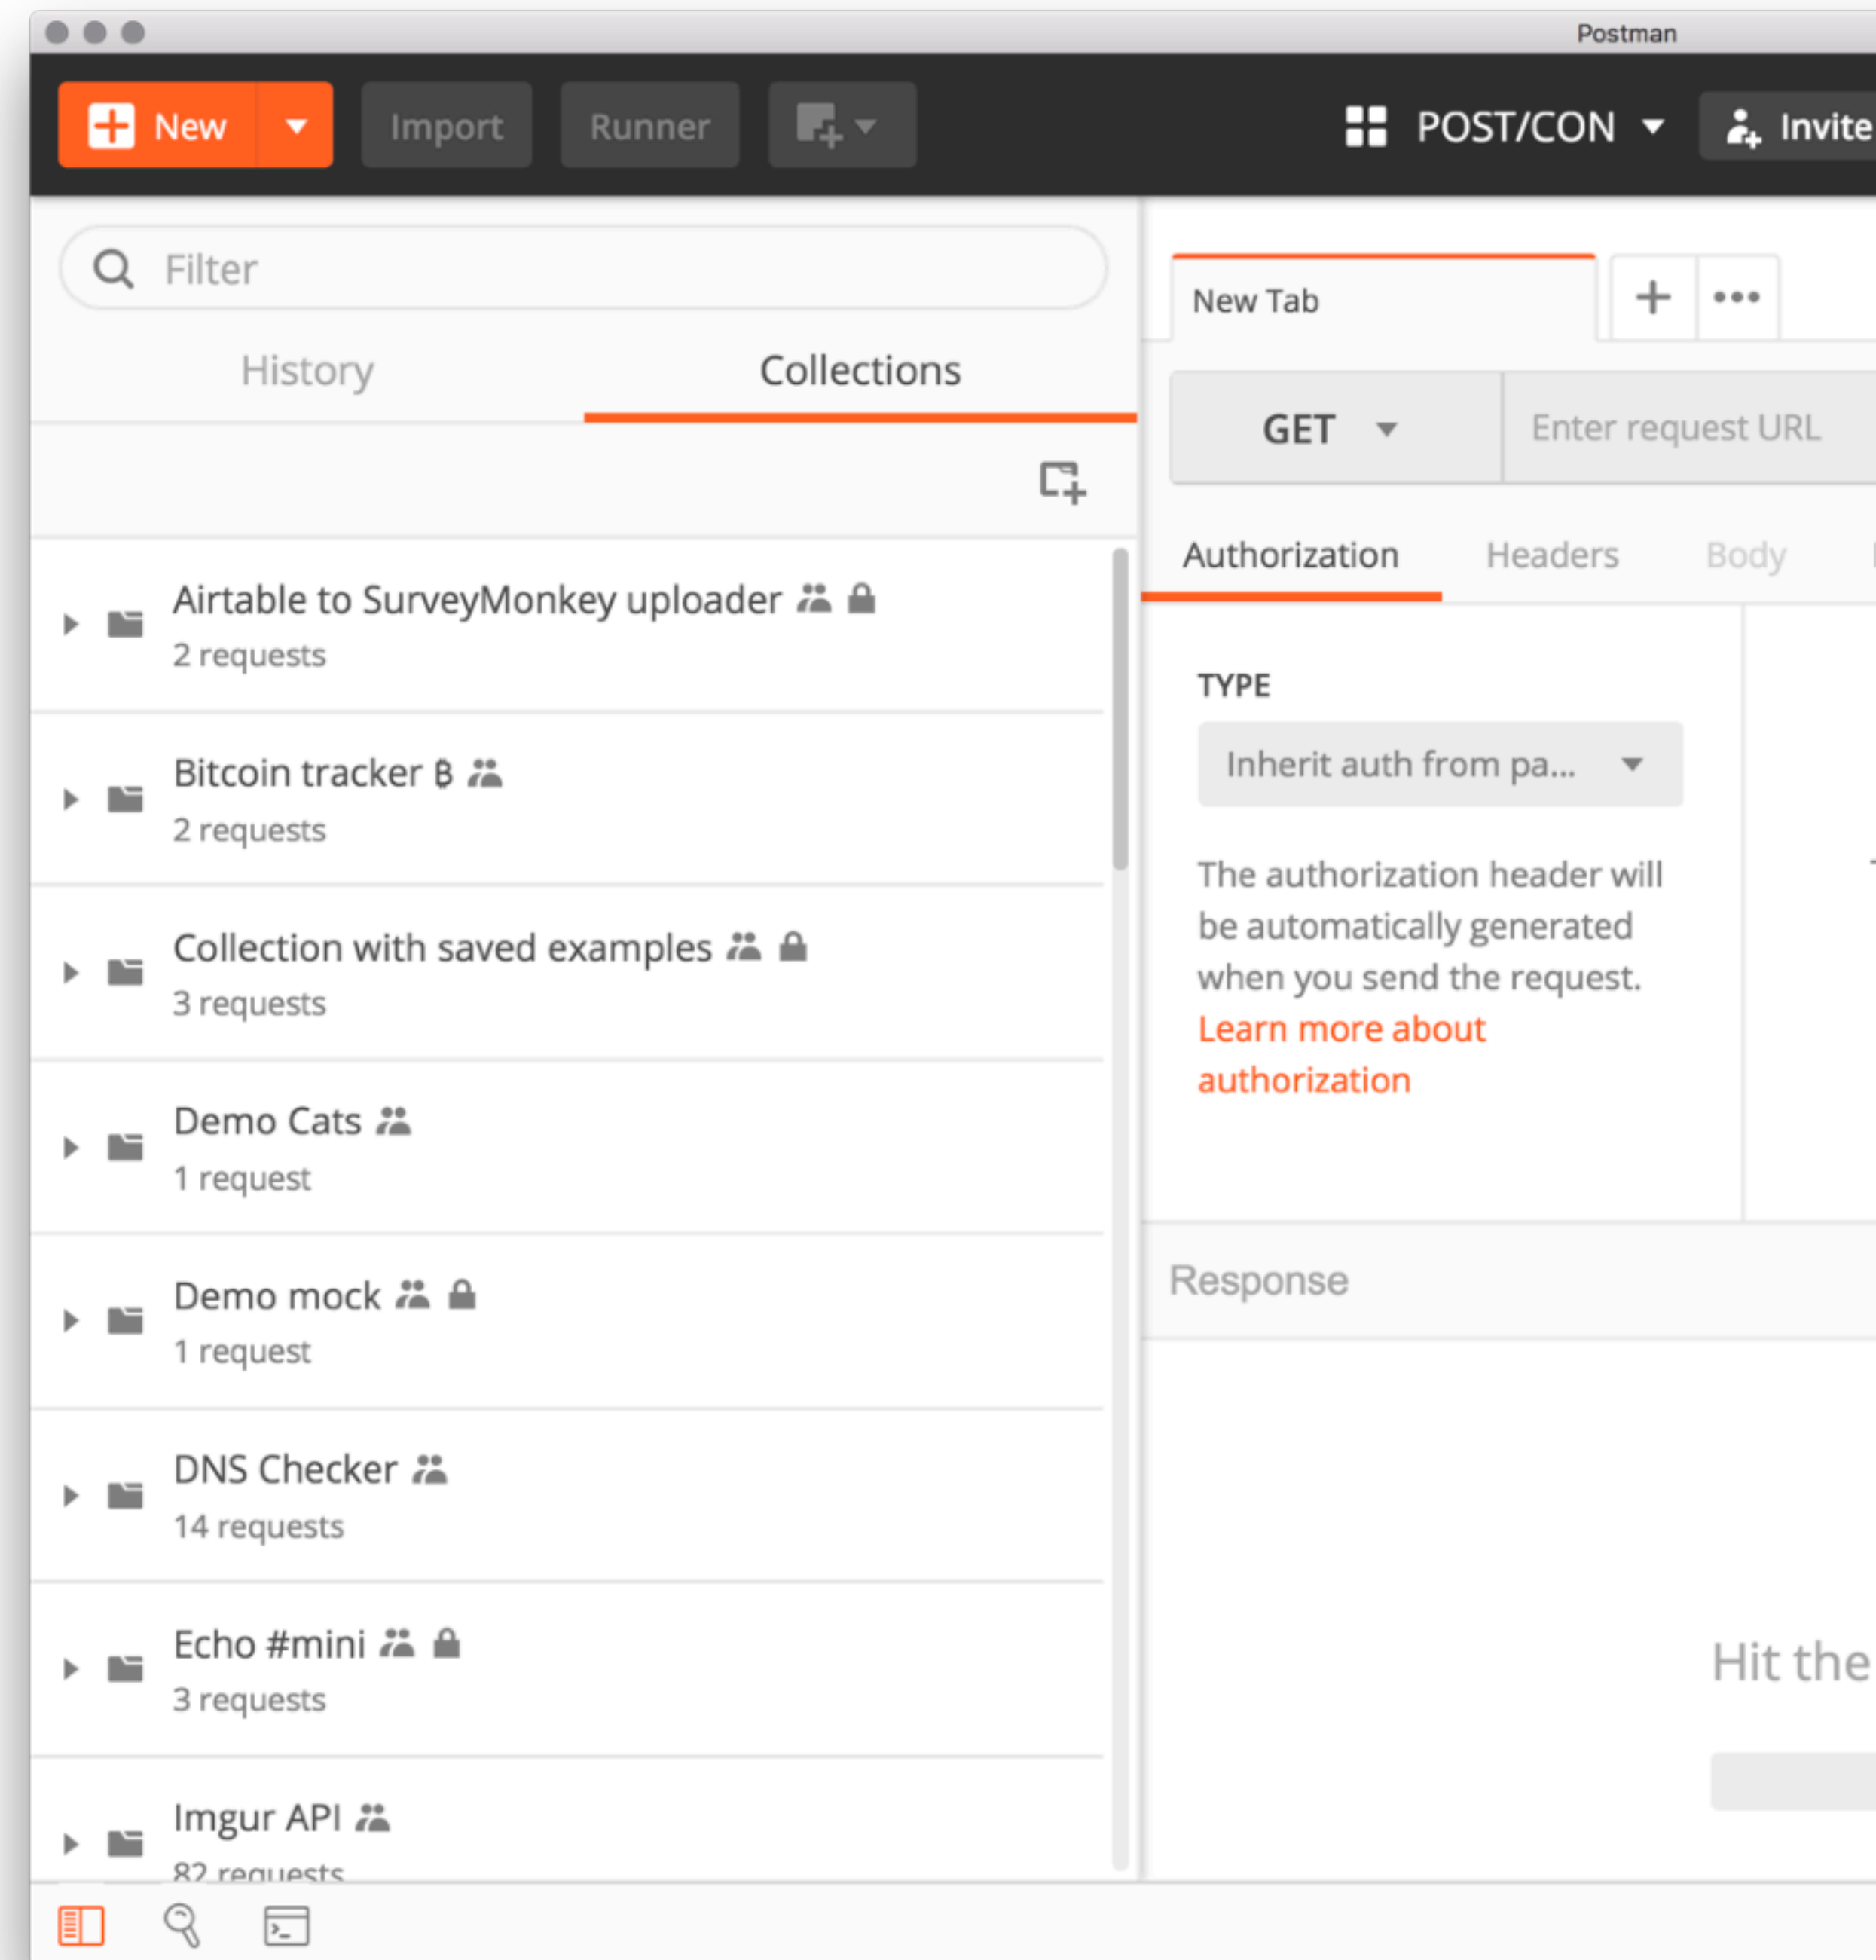 Postman
New
Import
Runner
POST/CON
Invite
Filter
History
Collections
Airtable to SurveyMonkey uploader
2 requests
Bitcoin tracker ฿
2 requests
Collection with saved examples
3 requests
Demo Cats
1 request
Demo mock
1 request
DNS Checker
14 requests
Echo #mini
3 requests
Imgur API
82 requests
New Tab
GET
Enter request URL
Authorization
Headers
Body
TYPE
Inherit auth from pa...
The authorization header will
be automatically generated
when you send the request.
Learn more about
authorization
Response
Hit the